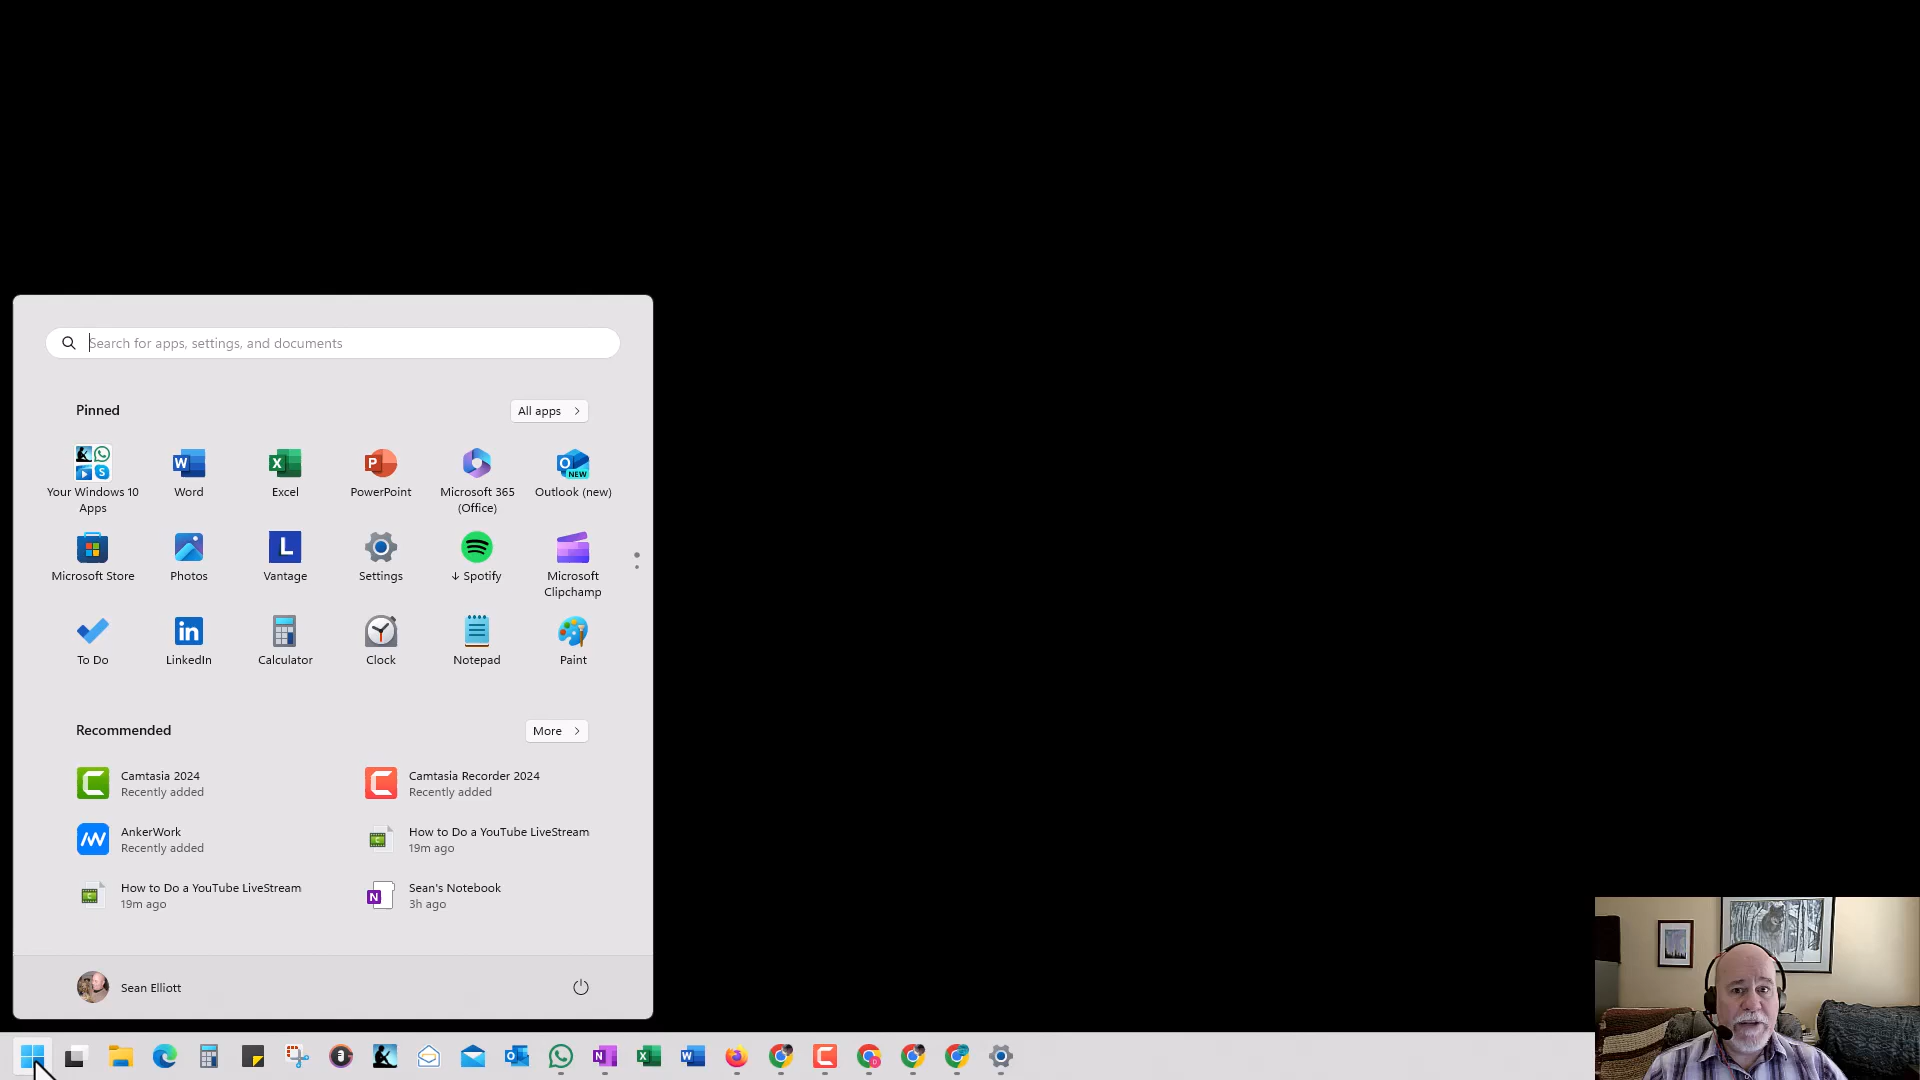 Search for apps, settings, and documents
Pinned
All apps
Your Windows 10
Apps
Word
Excel
PowerPoint
Microsoft 365
(Office)
Outlook (new)
NEW
Microsoft Store
Photos
Vantage
Settings
↓ Spotify
Microsoft
Clipchamp
To Do
LinkedIn
Calculator
Clock
Notepad
Paint
Recommended
More
Camtasia 2024
Recently added
Camtasia Recorder 2024
Recently added
AnkerWork
Recently added
How to Do a YouTube LiveStream
19m ago
How to Do a YouTube LiveStream
19m ago
Sean's Notebook
3h ago
Sean Elliott